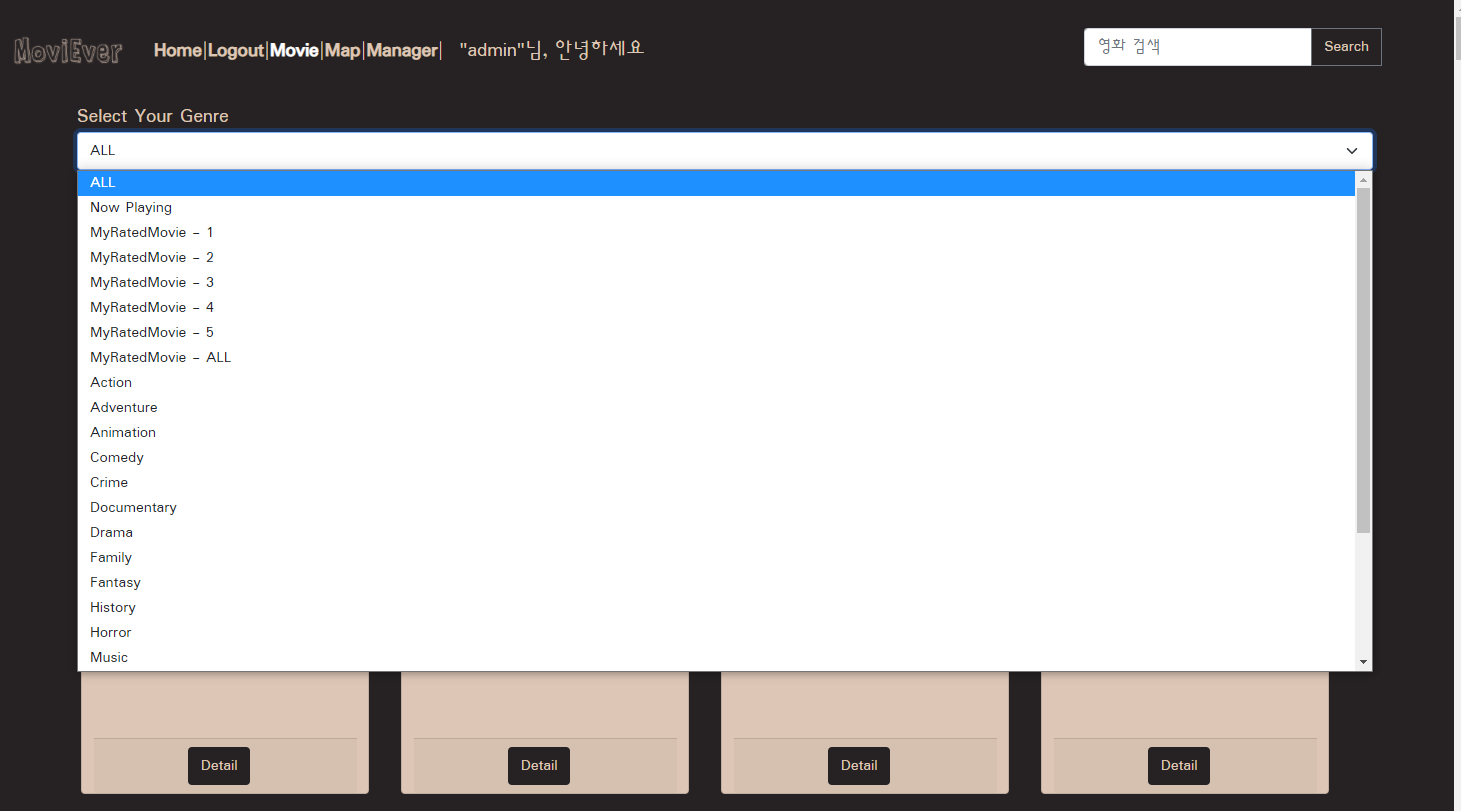 MoviEver Home|Logout|Movie|Map|Manager| "admin"님, 안녕하세요 영화 검색 Search
Select Your Genre
ALL
ALL
Now Playing
MyRatedMovie - 1
MyRatedMovie - 2
MyRatedMovie - 3
MyRatedMovie - 4
MyRatedMovie - 5
MyRatedMovie - ALL
Action
Adventure
Animation
Comedy
Crime
Documentary
Drama
Family
Fantasy
History
Horror
Music
Detail Detail Detail Detail